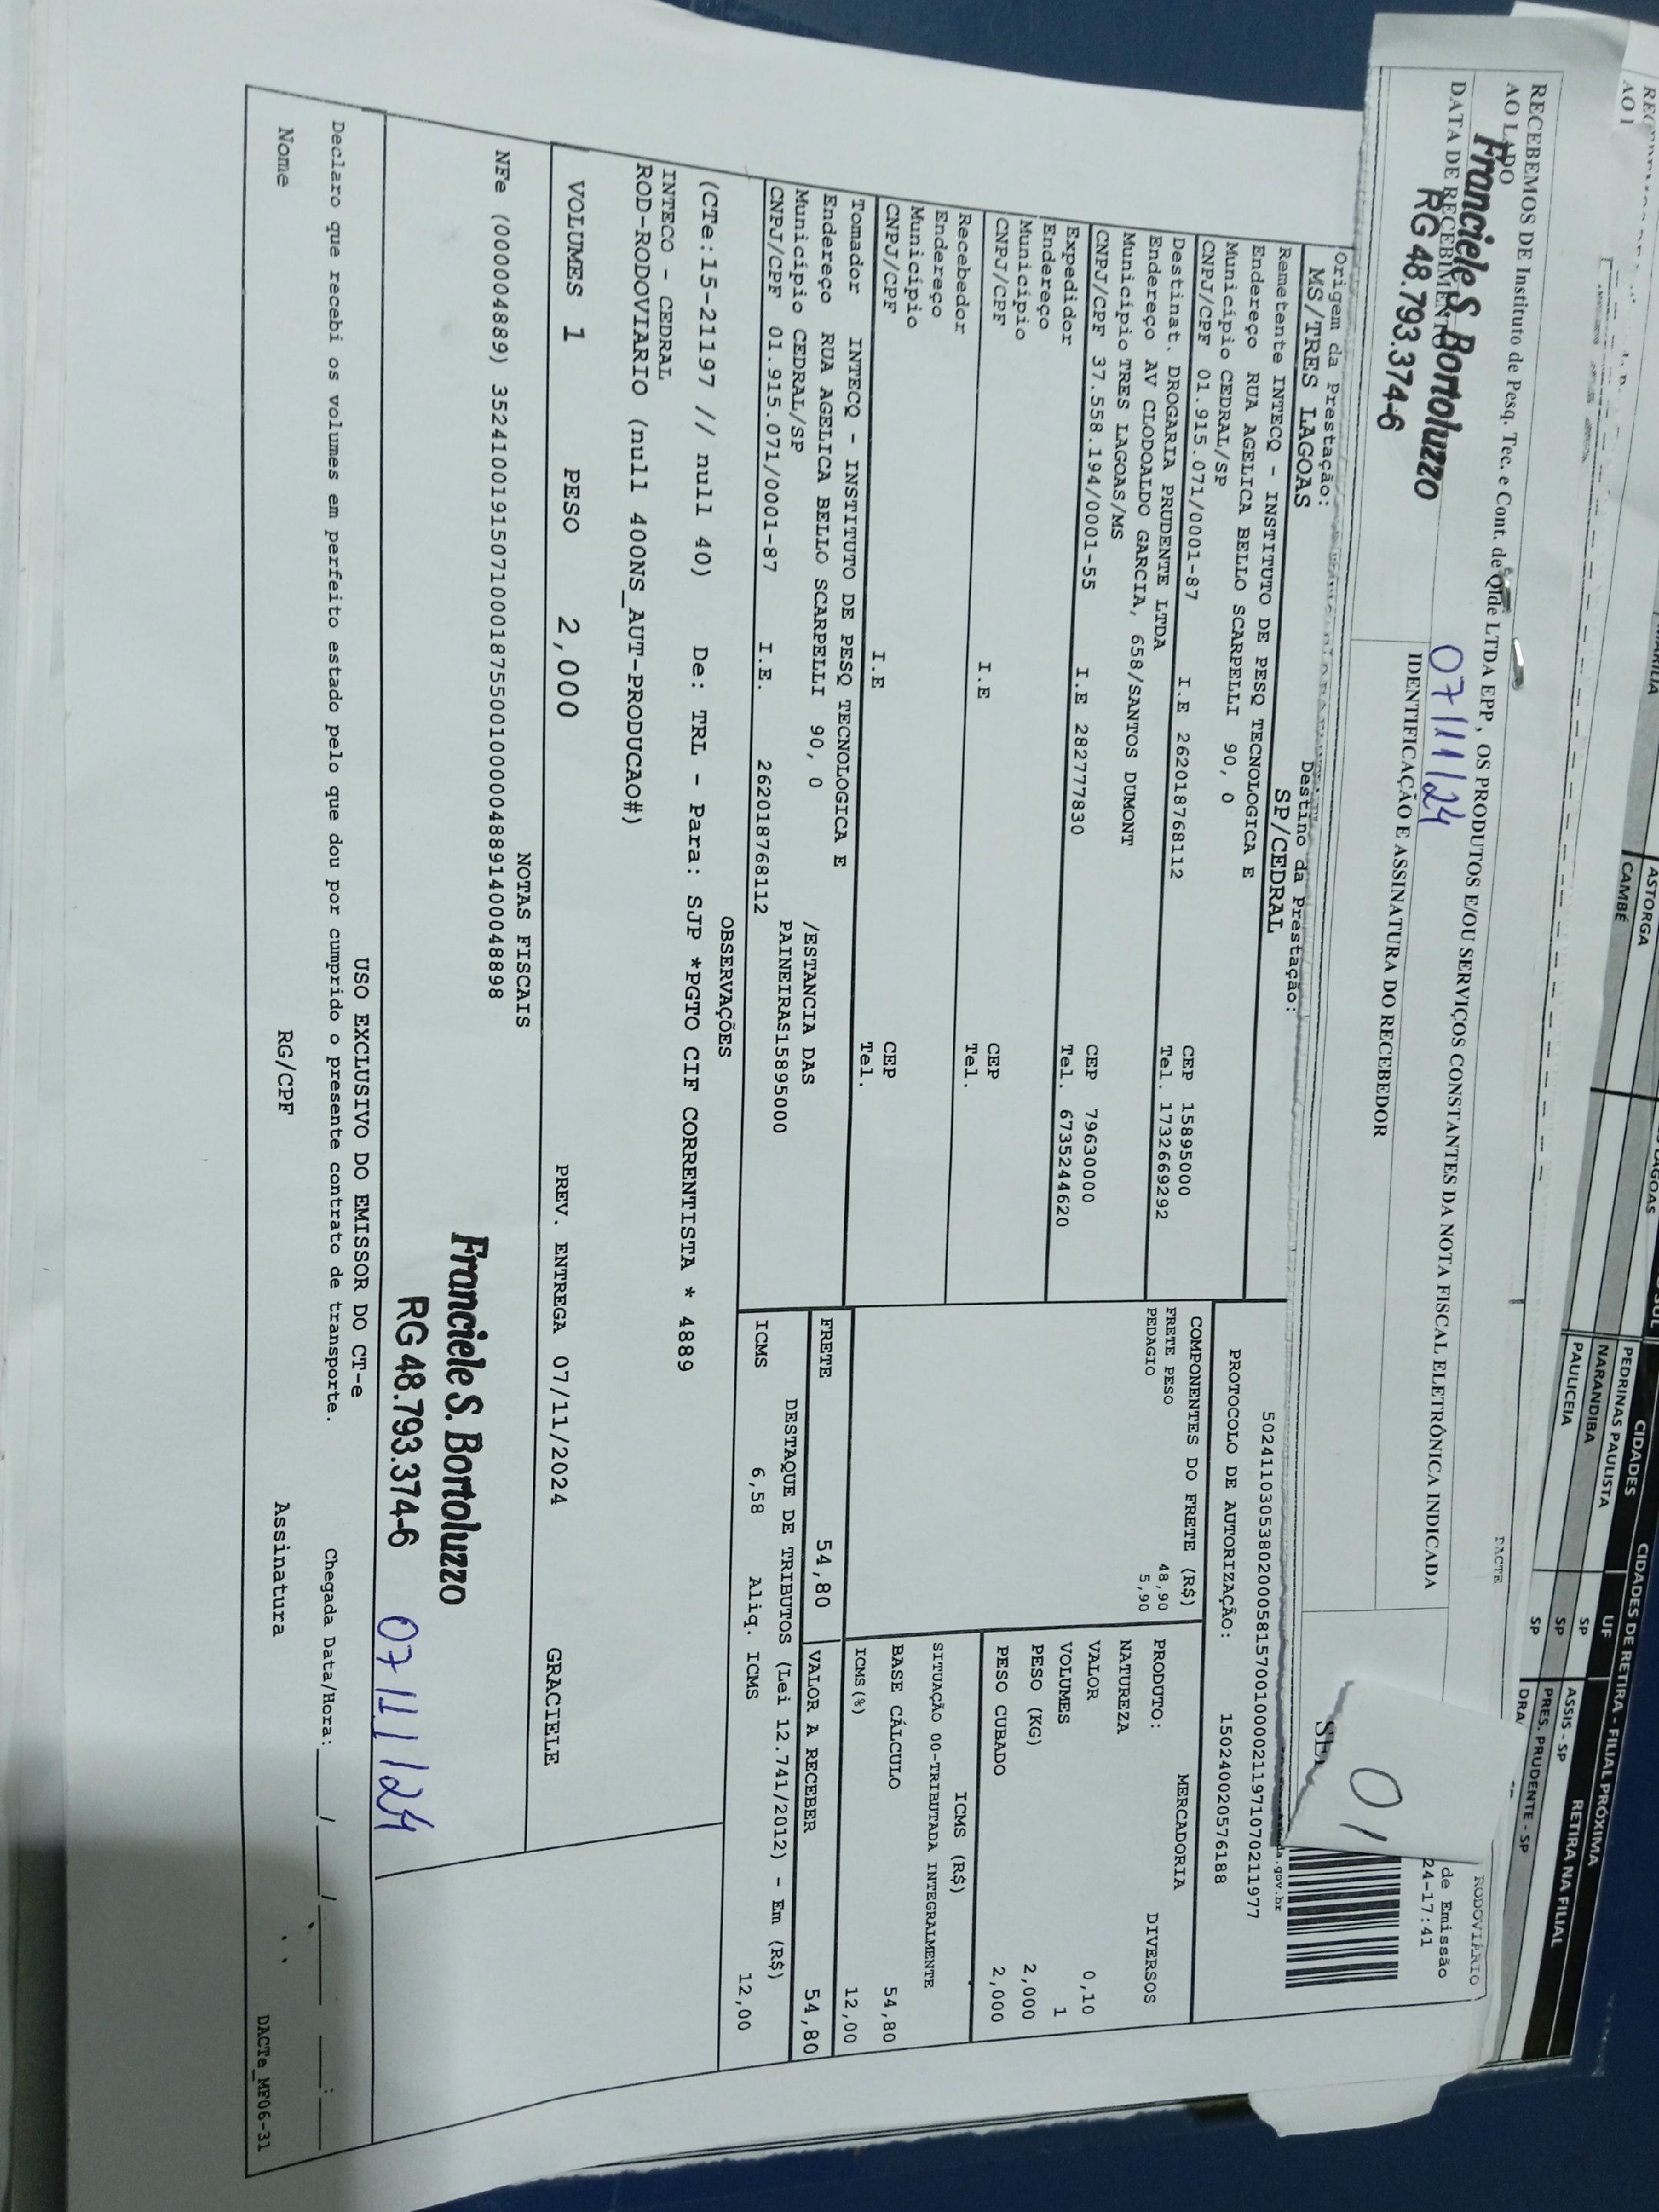 CIDADES DE RETIRA - FILIAL PRÓXIMA
CIDADES UF RETIRA NA FILIAL
PEDRINAS PAULISTA SP ASSIS - SP
NARANDIBA SP PRES. PRUDENTE - SP
PAULICEIA SP DRA
ASTORGA
CAMBÉ
RECEBEMOS DE Instituto de Pesq. Tec. e Cont. de Qlde LTDA EPP, OS PRODUTOS E/OU SERVIÇOS CONSTANTES DA NOTA FISCAL ELETRÔNICA INDICADA
AO LADO
DATA DE RECEBIMENTO
IDENTIFICAÇÃO E ASSINATURA DO RECEBEDOR
Franciele S. Bortoluzzo
RG 48.793.374-6
07/11/24
DACTE
RODOVIÁRIO
de Emissão
24-17:41
01
Origem da Prestação:
MS/TRES LAGOAS
Destino da Prestação:
SP/CEDRAL
Remetente INTECQ - INSTITUTO DE PESQ TECNOLOGICA E
Endereço RUA AGELICA BELLO SCARPELLI 90, 0
Município CEDRAL/SP CEP 15895000
CNPJ/CPF 01.915.071/0001-87 I.E 262018768112 Tel. 1732669292
Destinat. DROGARIA PRUDENTE LTDA
Endereço AV CLODOALDO GARCIA, 658/SANTOS DUMONT
Município TRES LAGOAS/MS CEP 79630000
CNPJ/CPF 37.558.194/0001-55 I.E 282777830 Tel. 6735244620
Expedidor
Endereço
Município CEP
CNPJ/CPF I.E Tel.
Recebedor
Endereço
Município CEP
CNPJ/CPF I.E Tel.
Tomador INTECQ - INSTITUTO DE PESQ TECNOLOGICA E
Endereço RUA AGELICA BELLO SCARPELLI 90, 0 /ESTANCIA DAS
Município CEDRAL/SP PAINEIRAS15895000
CNPJ/CPF 01.915.071/0001-87 I.E. 262018768112
50241103053802000581570010000211971070211977
PROTOCOLO DE AUTORIZAÇÃO: 150240020576188
COMPONENTES DO FRETE (R$)
FRETE PESO 48,90
PEDAGIO 5,90
PRODUTO: MERCADORIA
NATUREZA DIVERSOS
VALOR 0,10
VOLUMES 1
PESO (KG) 2,000
PESO CUBADO 2,000
ICMS (R$)
SITUAÇÃO 00-TRIBUTADA INTEGRALMENTE
BASE CÁLCULO 54,80
ICMS(%) 12,00
FRETE 54,80 VALOR A RECEBER 54,80
DESTAQUE DE TRIBUTOS (Lei 12.741/2012) - Em (R$)
ICMS 6,58 Aliq. ICMS 12,00
OBSERVAÇÕES
(CTe:15-21197 // null 40) De: TRL - Para: SJP *PGTO CIF CORRENTISTA * 4889
INTECO - CEDRAL
ROD-RODOVIARIO (null 400NS_AUT-PRODUCAO#)
VOLUMES 1 PESO 2,000 PREV. ENTREGA 07/11/2024 GRACIELE
NOTAS FISCAIS
NFe (000004889) 35241001915071000187550010000048891400048898
Franciele S. Bortoluzzo
RG 48.793.374-6 07/11/24
USO EXCLUSIVO DO EMISSOR DO CT-e
Declaro que recebi os volumes em perfeito estado pelo que dou por cumprido o presente contrato de transporte. Chegada Data/Hora:____/____/____ __:__
Nome RG/CPF Assinatura
DACTe_MF06-31